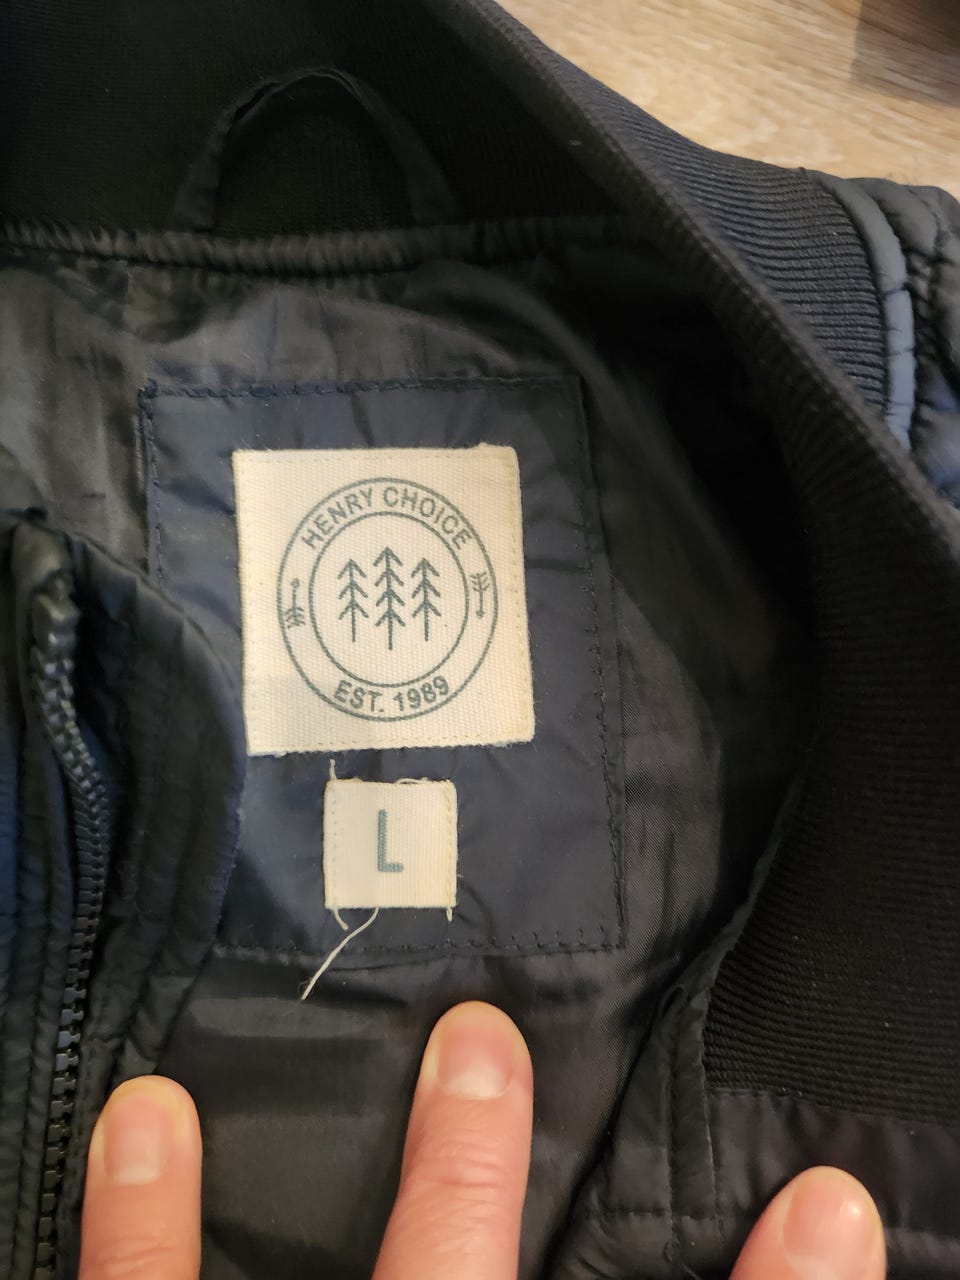 HENRY CHOICE
EST. 1989
L